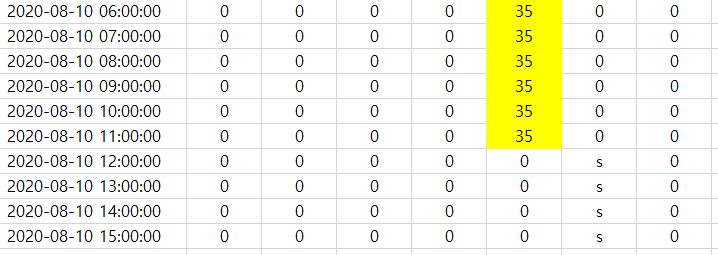 2020-08-10 06:00:00 0 0 0 0 35 0 0
2020-08-10 07:00:00 0 0 0 0 35 0 0
2020-08-10 08:00:00 0 0 0 0 35 0 0
2020-08-10 09:00:00 0 0 0 0 35 0 0
2020-08-10 10:00:00 0 0 0 0 35 0 0
2020-08-10 11:00:00 0 0 0 0 35 0 0
2020-08-10 12:00:00 0 0 0 0 0 s 0
2020-08-10 13:00:00 0 0 0 0 0 s 0
2020-08-10 14:00:00 0 0 0 0 0 s 0
2020-08-10 15:00:00 0 0 0 0 0 s 0